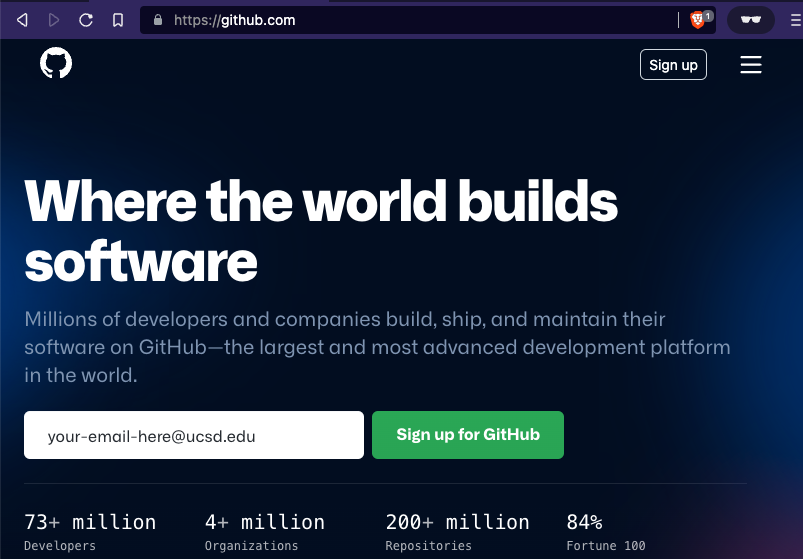 https://github.com
1
Sign up
Where the world builds
software
Millions of developers and companies build, ship, and maintain their
software on GitHub—the largest and most advanced development platform
in the world.
your-email-here@ucsd.edu
Sign up for GitHub
73+ million
4+ million
200+ million
84%
Developers
Organizations
Repositories
Fortune 100